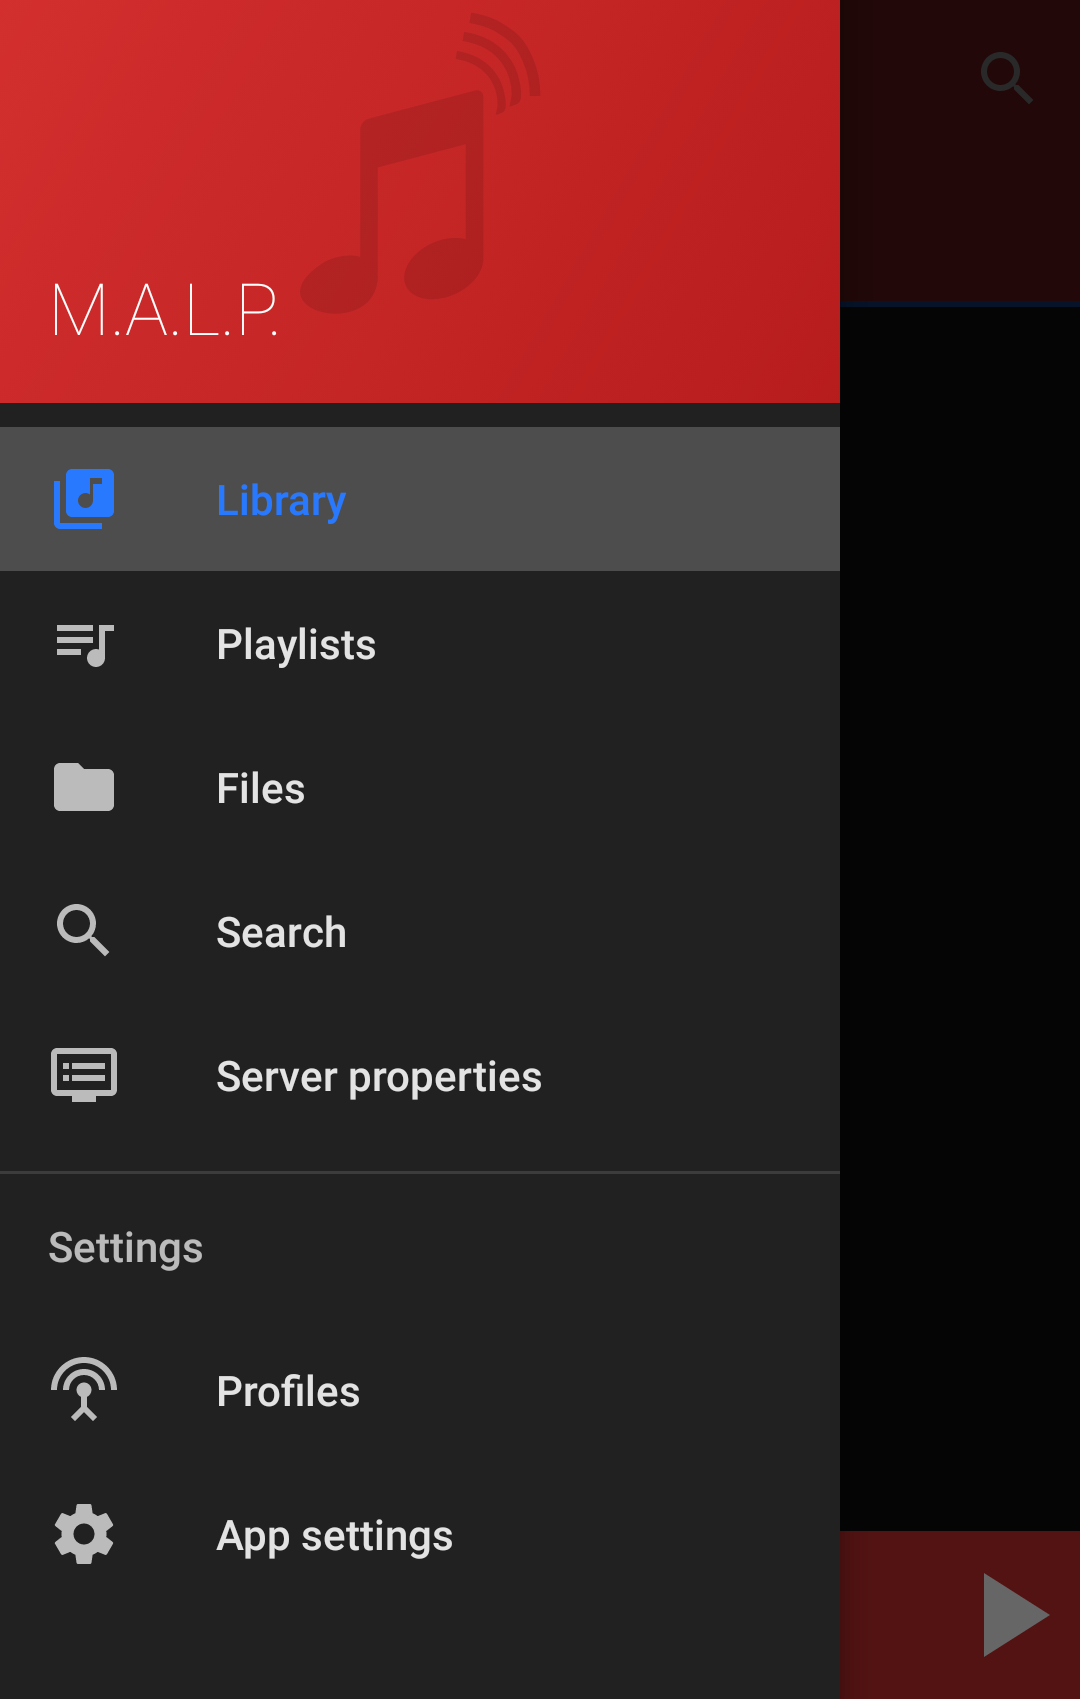 M.A.L.P.
Library
Playlists
Files
Search
Server properties
Settings
Profiles
App settings